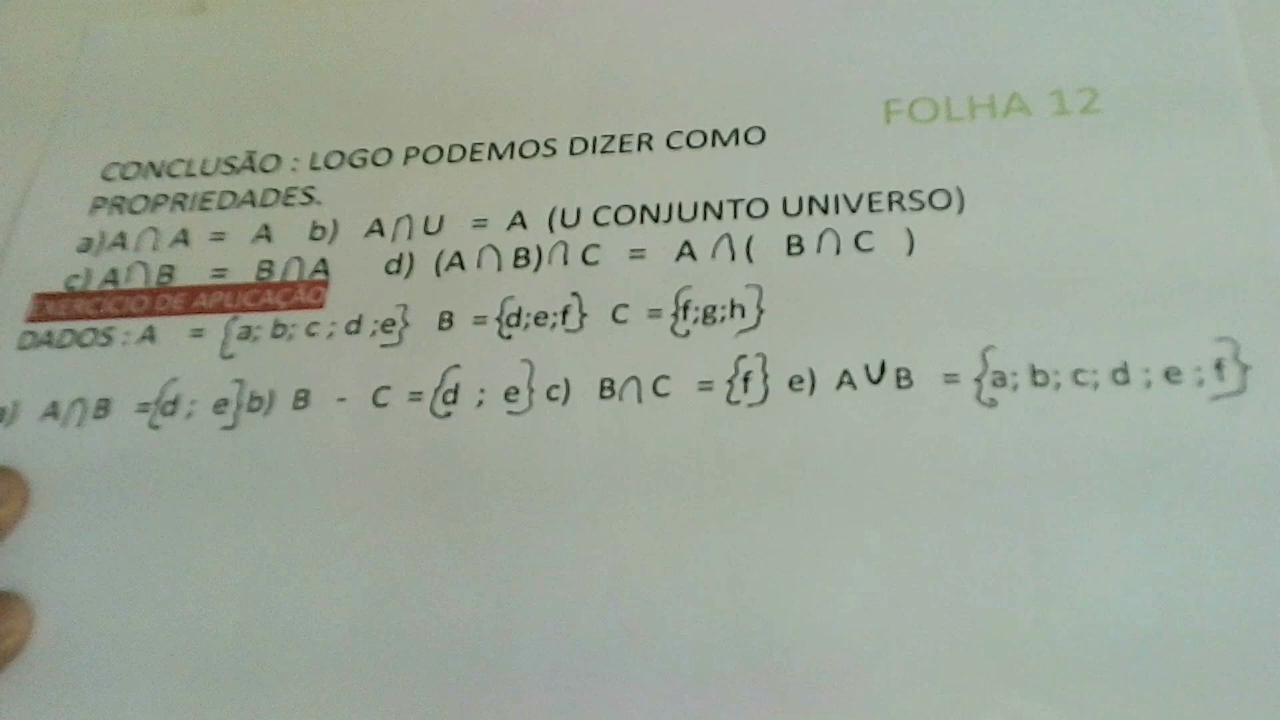 FOLHA 12
CONCLUSÃO : LOGO PODEMOS DIZER COMO
PROPRIEDADES.
a)A∩A = A b) A∩U = A (U CONJUNTO UNIVERSO)
c)A∩B = B∩A d) (A∩B)∩C = A∩( B∩C )
EXERCÍCIO DE APLICAÇÃO
DADOS : A = {a; b; c ; d ;e} B ={d;e;f} C ={f;g;h}
a) A∩B ={d ; e}b) B - C ={d ; e} c) B∩C ={f} e) A∪B ={a; b; c; d ; e ; f}